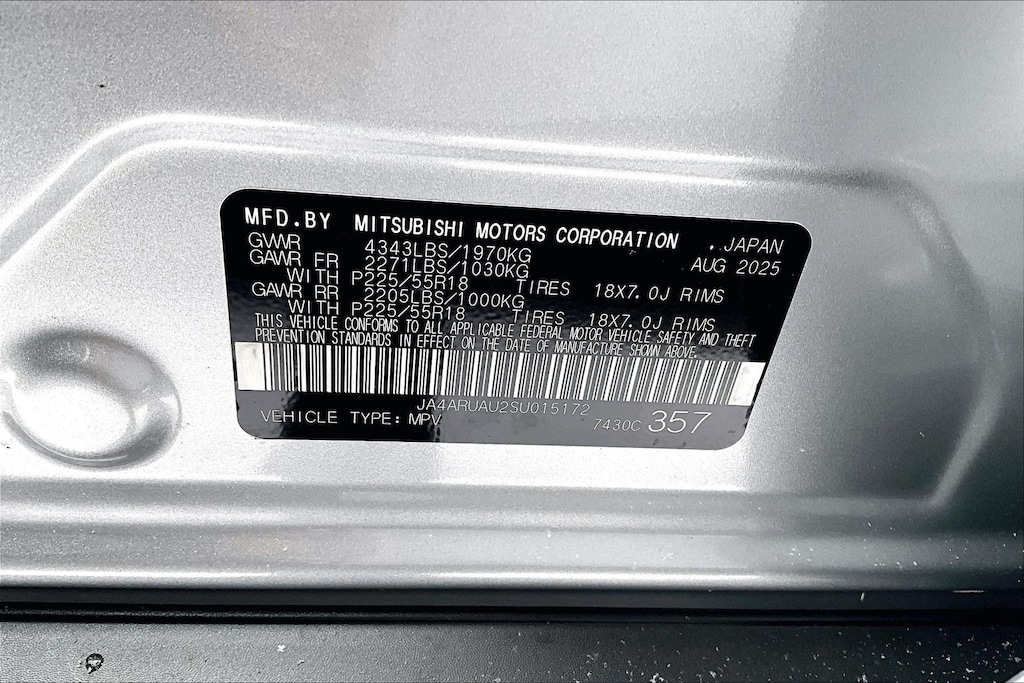 MFD.BY MITSUBISHI MOTORS CORPORATION . JAPAN
GVWR 4343LBS/1970KG AUG 2025
GAWR FR 2271LBS/1030KG
WITH P225/55R18 TIRES 18X7.0J RIMS
GAWR RR 2205LBS/1000KG
WITH P225/55R18 TIRES 18X7.0J RIMS
THIS VEHICLE CONFORMS TO ALL APPLICABLE FEDERAL MOTOR VEHICLE SAFETY AND THEFT
PREVENTION STANDARDS IN EFFECT ON THE DATE OF MANUFACTURE SHOWN ABOVE.
JA4ARUAU2SU015172
VEHICLE TYPE: MPV 7430C 357